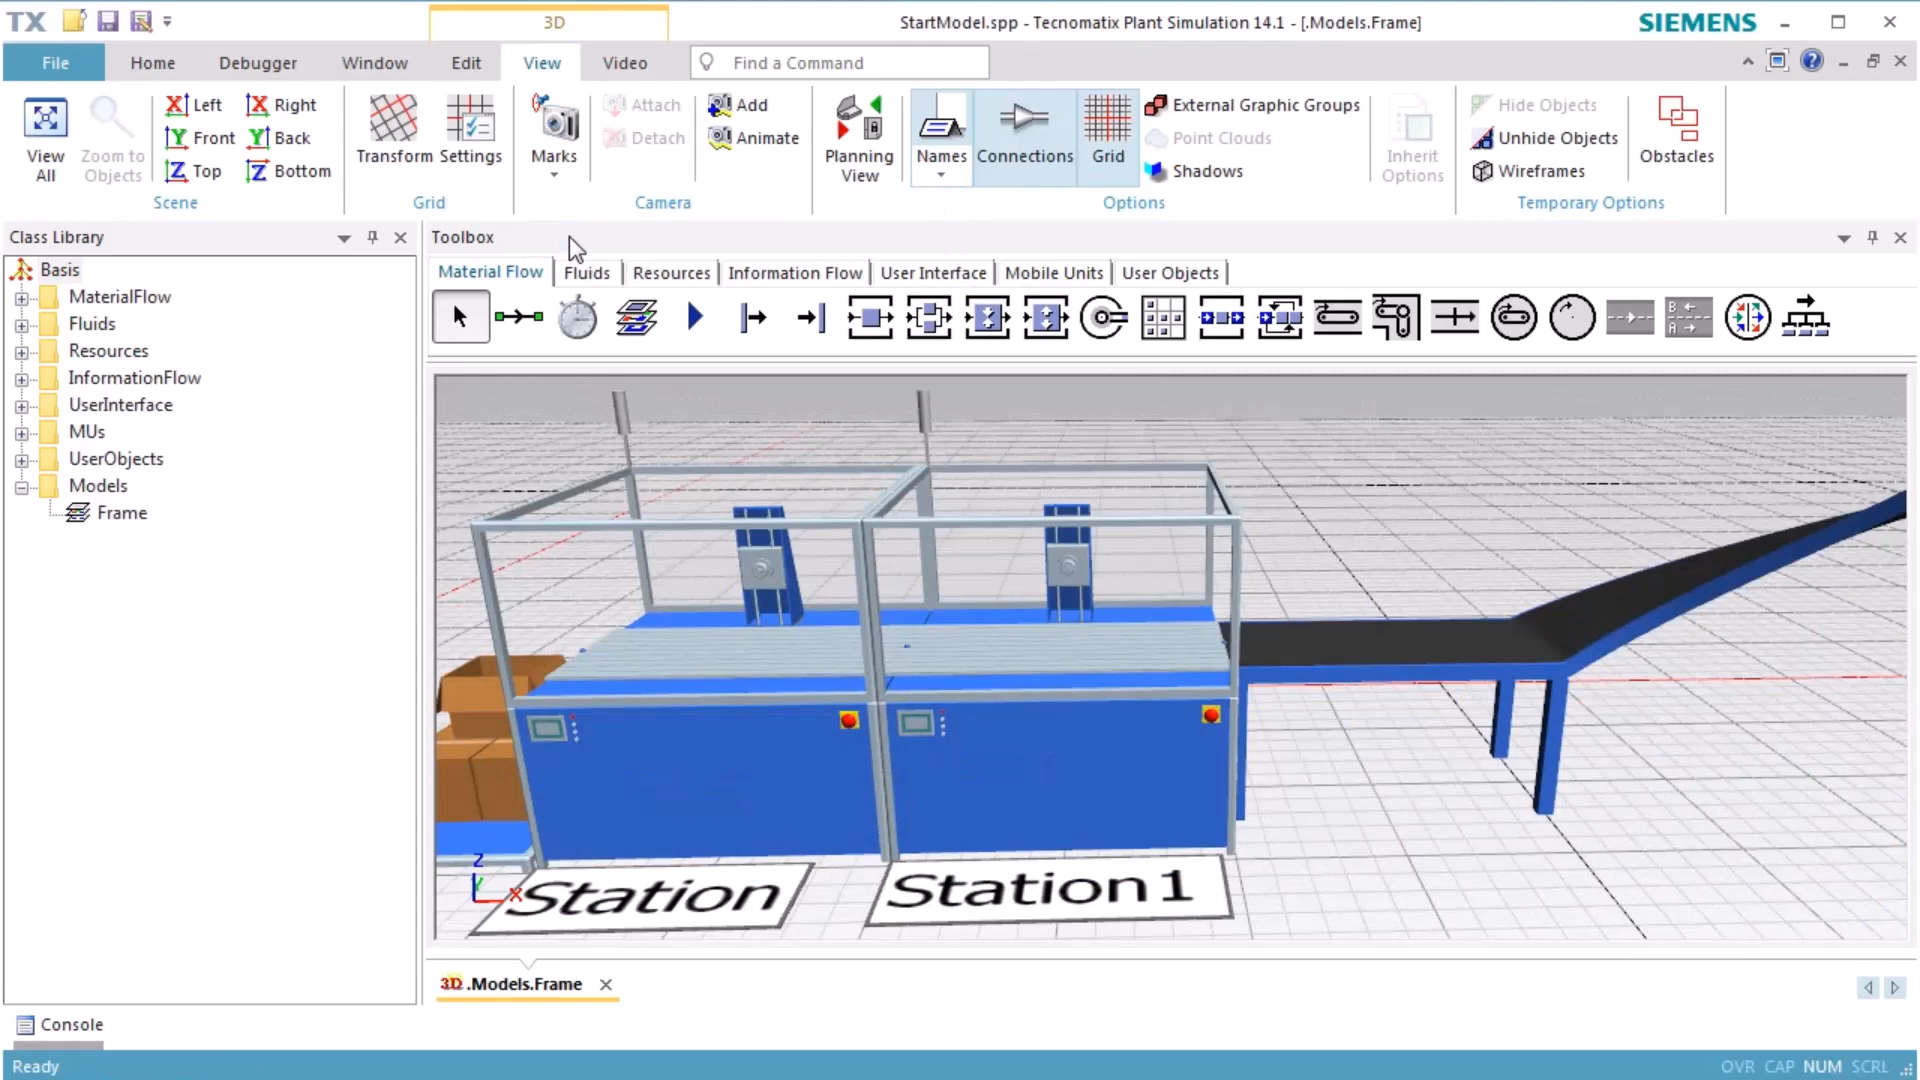 TX
3D
StartModel.spp - Tecnomatix Plant Simulation 14.1 - [.Models.Frame]
SIEMENS
File Home Debugger Window Edit View Video Find a Command
View All
Zoom to Objects
Left Right
Front Back
Top Bottom
Scene
Transform Settings
Grid
Marks
Attach
Detach
Add
Animate
Camera
Planning View
Names
Connections
Grid
External Graphic Groups
Point Clouds
Shadows
Options
Inherit Options
Hide Objects
Unhide Objects
Wireframes
Obstacles
Temporary Options
Class Library
Basis
MaterialFlow
Fluids
Resources
InformationFlow
UserInterface
MUs
UserObjects
Models
Frame
Toolbox
Material Flow Fluids Resources Information Flow User Interface Mobile Units User Objects
B
A
Z
Y
X
Station
Station1
3D .Models.Frame
Console
Ready
OVR CAP NUM SCRL